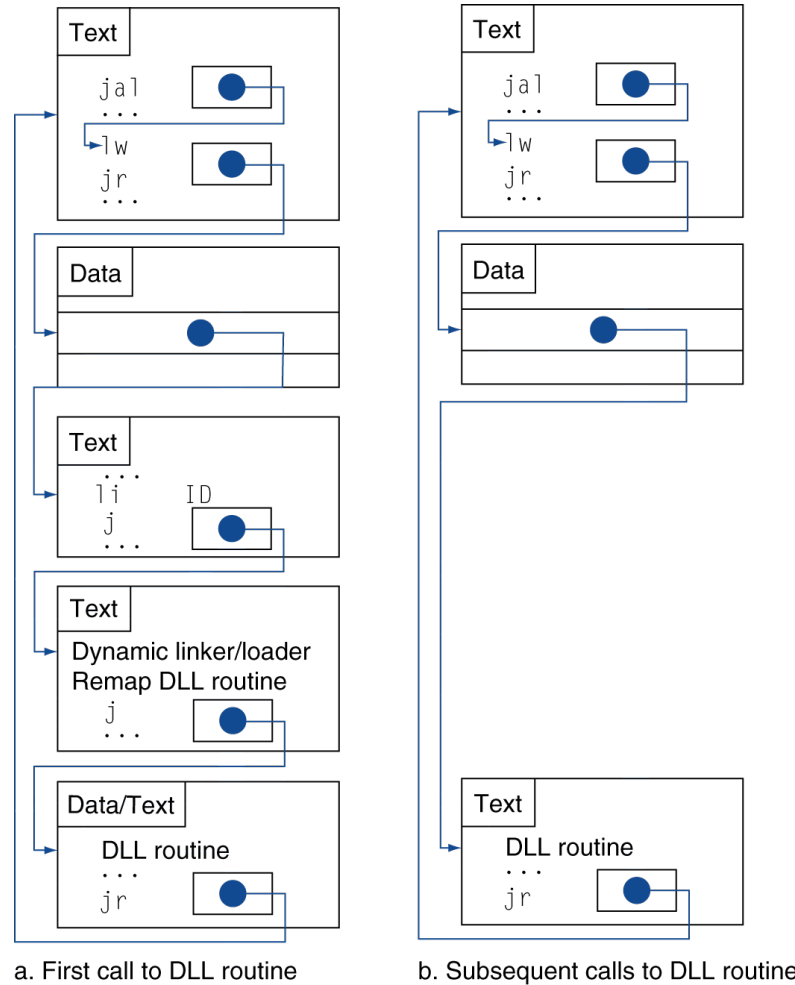 Text
jal
...
lw
jr
...
Data
Text
...
li ID
j
...
Text
Dynamic linker/loader
Remap DLL routine
j
...
Data/Text
DLL routine
...
jr
a. First call to DLL routine
Text
jal
...
lw
jr
...
Data
Text
DLL routine
...
jr
b. Subsequent calls to DLL routine